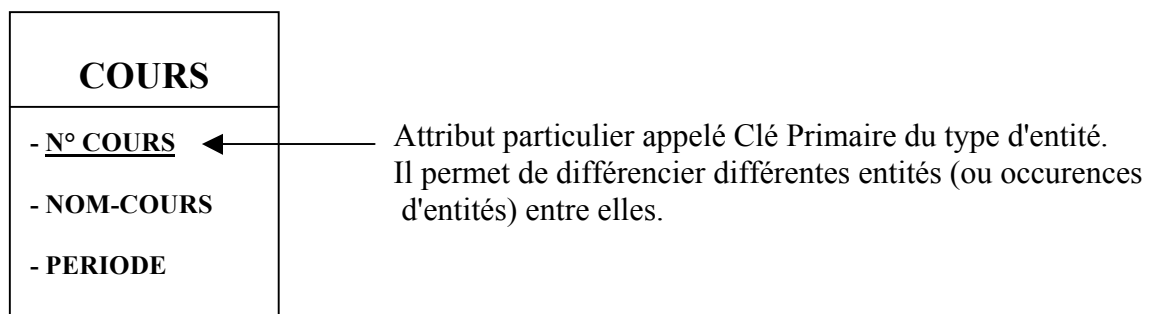 COURS
- N° COURS
Attribut particulier appelé Clé Primaire du type d'entité.
Il permet de différencier différentes entités (ou occurences
d'entités) entre elles.
- NOM-COURS
- PERIODE